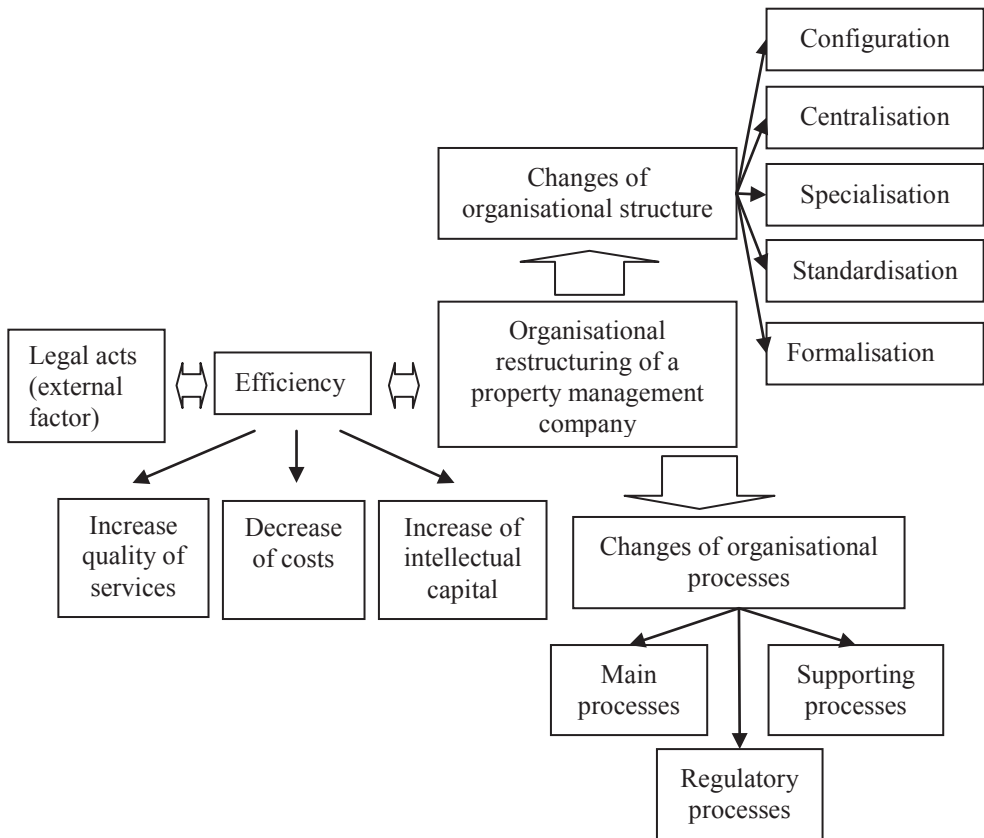 Configuration
Centralisation
Changes of
organisational structure
Specialisation
Standardisation
Formalisation
Legal acts
(external
factor)
Efficiency
Organisational
restructuring of a
property management
company
Increase
quality of
services
Decrease
of costs
Increase of
intellectual
capital
Changes of organisational
processes
Main
processes
Supporting
processes
Regulatory
processes